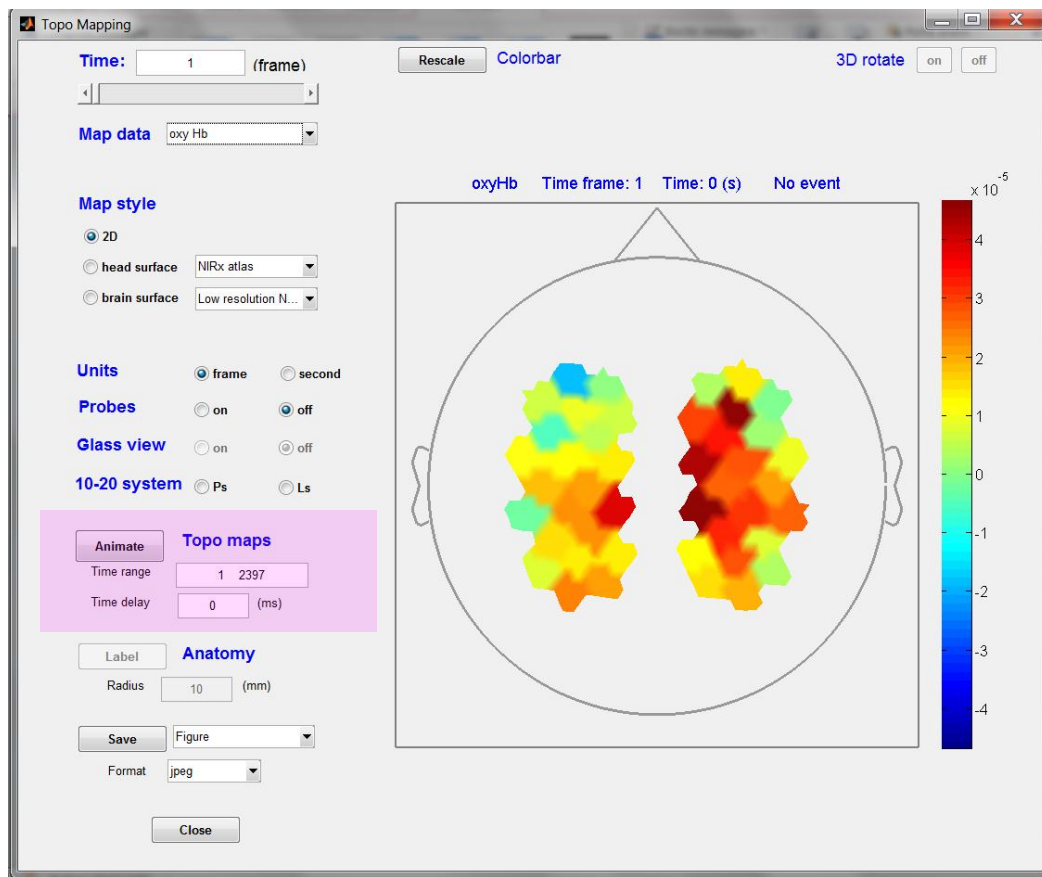 Topo Mapping
Time: 1 (frame)
Rescale Colorbar 3D rotate on off
Map data oxy Hb
oxyHb Time frame: 1 Time: 0 (s) No event
x 10 -5
Map style
2D
head surface NIRx atlas
brain surface Low resolution N...
Units frame second
Probes on off
Glass view on off
10-20 system Ps Ls
Animate Topo maps
Time range 1 2397
Time delay 0 (ms)
Label Anatomy
Radius 10 (mm)
Save Figure
Format jpeg
Close
4
3
2
1
0
-1
-2
-3
-4